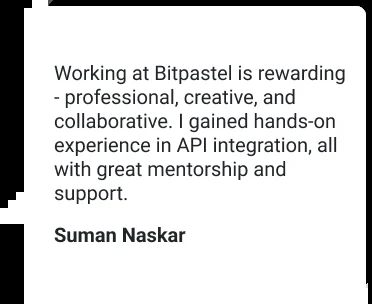 Working at Bitpastel is rewarding
- professional, creative, and
collaborative. I gained hands-on
experience in API integration, all
with great mentorship and
support.
Suman Naskar